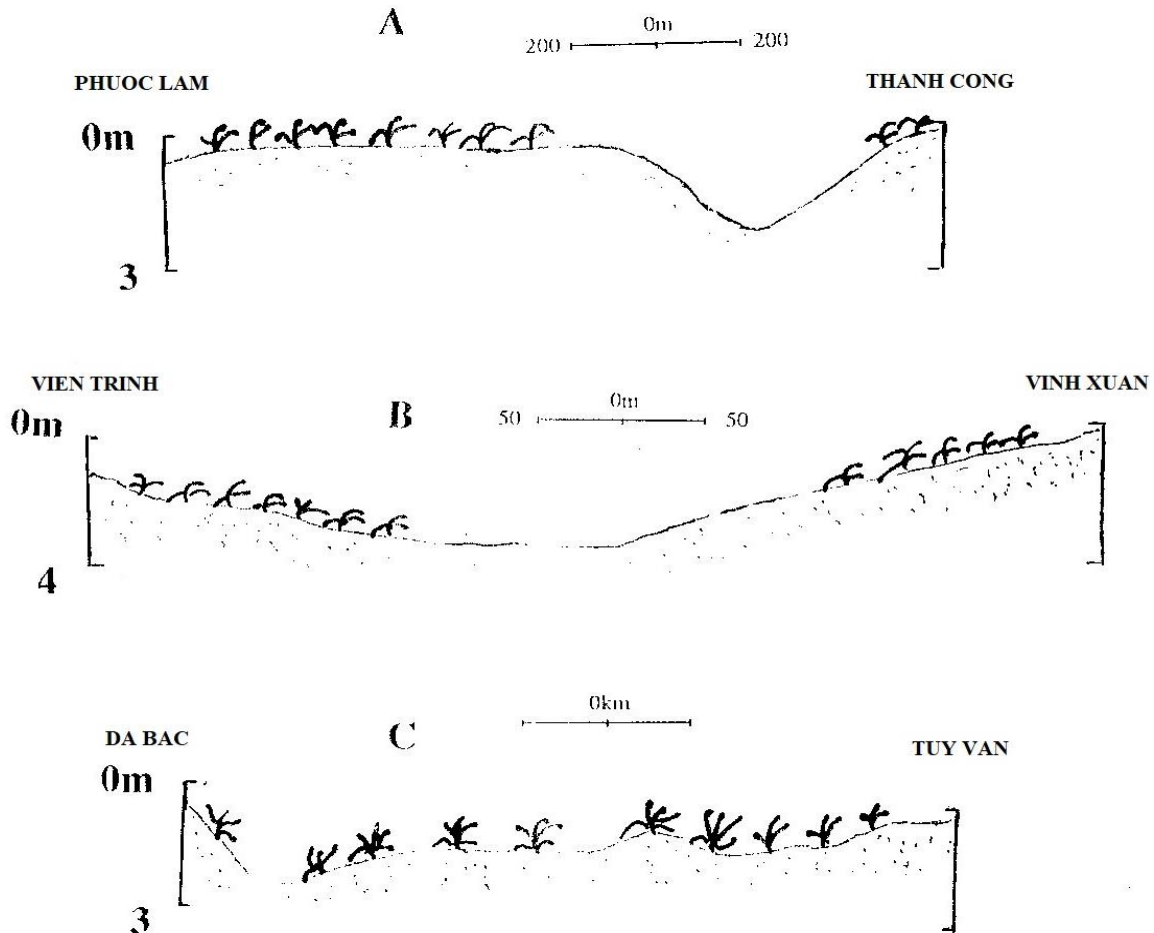 A
0m
200 200
PHUOC LAM THANH CONG
0m
3
VIEN TRINH VINH XUAN
B
0m
50 50
0m
4
0km
C
DA BAC TUY VAN
0m
3